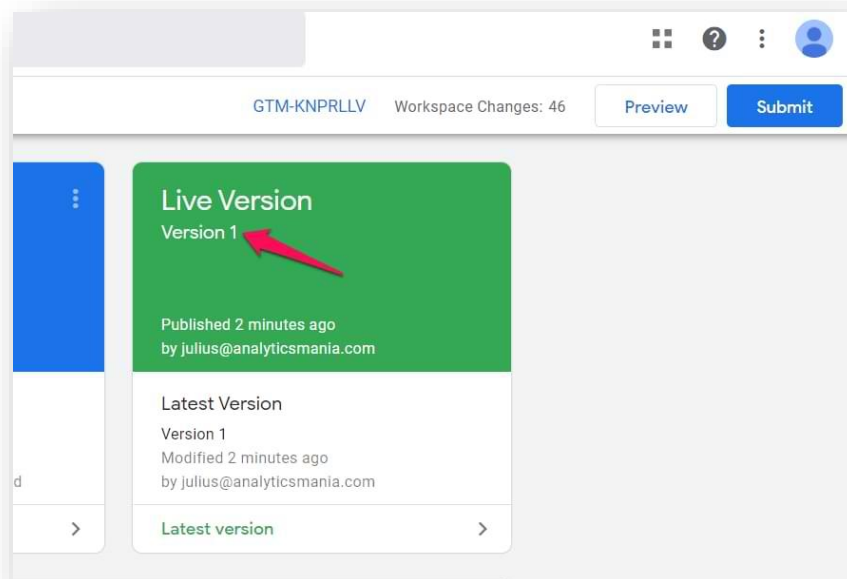 GTM-KNPRLLV Workspace Changes: 46 Preview Submit
Live Version
Version 1
Published 2 minutes ago
by julius@analyticsmania.com
Latest Version
Version 1
Modified 2 minutes ago
d by julius@analyticsmania.com
Latest version